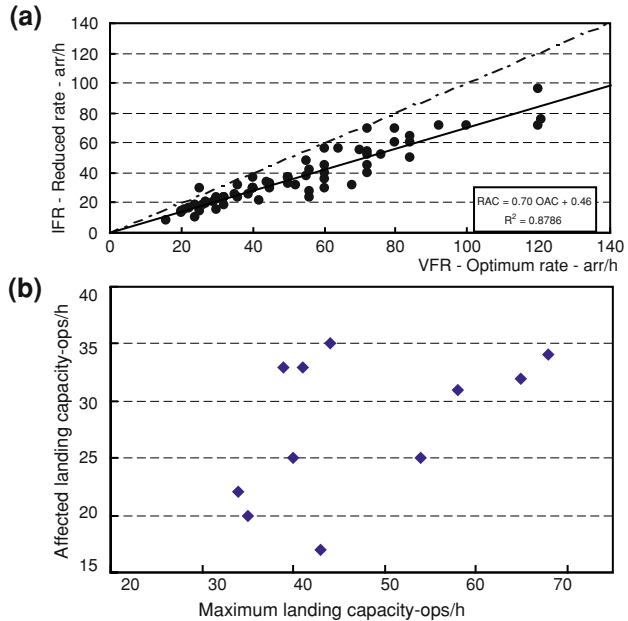 (a)
140
120
100
80
60
40
20
0
IFR - Reduced rate - arr/h
RAC = 0.70 OAC + 0.46
R² = 0.8786
0 20 40 60 80 100 120 140
VFR - Optimum rate - arr/h
(b)
40
35
30
25
20
15
Affected landing capacity-ops/h
20 30 40 50 60 70
Maximum landing capacity-ops/h